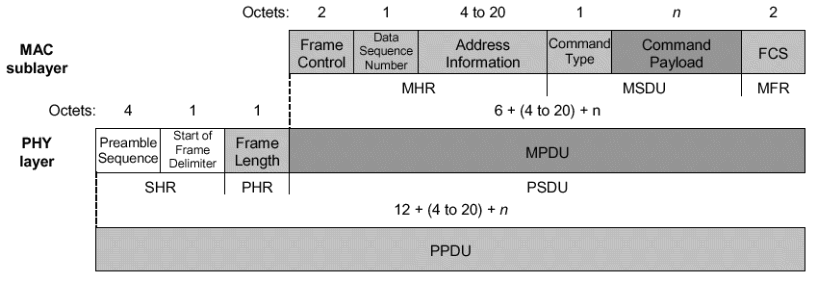 Octets: 2 1 4 to 20 1 n 2
MAC
sublayer
Frame
Control
Data
Sequence
Number
Address
Information
Command
Type
Command
Payload
FCS
MHR MSDU MFR
Octets: 4 1 1 6 + (4 to 20) + n
PHY
layer
Preamble
Sequence
Start of
Frame
Delimiter
Frame
Length
MPDU
SHR PHR PSDU
12 + (4 to 20) + n
PPDU